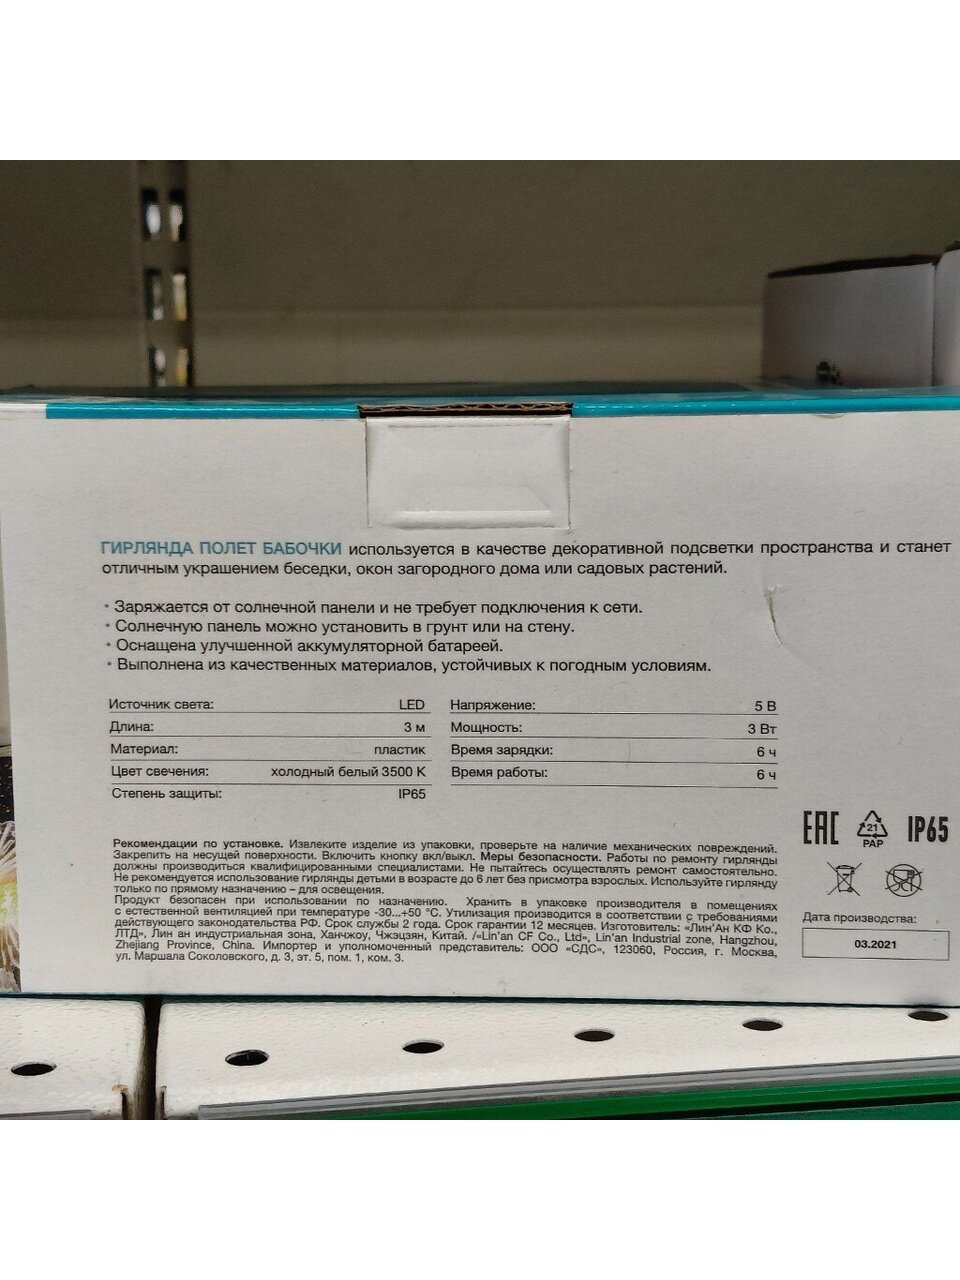 ГИРЛЯНДА ПОЛЕТ БАБОЧКИ используется в качестве декоративной подсветки пространства и станет
отличным украшением беседки, окон загородного дома или садовых растений.
• Заряжается от солнечной панели и не требует подключения к сети.
• Солнечную панель можно установить в грунт или на стену.
• Оснащена улучшенной аккумуляторной батареей.
• Выполнена из качественных материалов, устойчивых к погодным условиям.
Источник света: LED
Длина: 3 м
Материал: пластик
Цвет свечения: холодный белый 3500 К
Степень защиты: IP65
Напряжение: 5 В
Мощность: 3 Вт
Время зарядки: 6 ч
Время работы: 6 ч
Рекомендации по установке. Извлеките изделие из упаковки, проверьте на наличие механических повреждений.
Закрепить на несущей поверхности. Включить кнопку вкл/выкл. Меры безопасности. Работы по ремонту гирлянды
должны производиться квалифицированными специалистами. Не пытайтесь осуществлять ремонт самостоятельно.
Не рекомендуется использование гирлянды детьми в возрасте до 6 лет без присмотра взрослых. Используйте гирлянду
только по прямому назначению – для освещения.
Продукт безопасен при использовании по назначению. Хранить в упаковке производителя в помещениях
с естественной вентиляцией при температуре -30...+50 °С. Утилизация производится в соответствии с требованиями
действующего законодательства РФ. Срок службы 2 года. Срок гарантии 12 месяцев. Изготовитель: «Лин'Ан КФ Ко.,
ЛТД», Лин ан индустриальная зона, Ханчжоу, Чжэцзян, Китай. /«Lin'an CF Co., Ltd», Lin'an Industrial zone, Hangzhou,
Zhejiang Province, China. Импортер и уполномоченный представитель: ООО «СДС», 123060, Россия, г. Москва,
ул. Маршала Соколовского, д. 3, эт. 5, пом. 1, ком. 3.
EAC
21
PAP
IP65
Дата производства:
03.2021